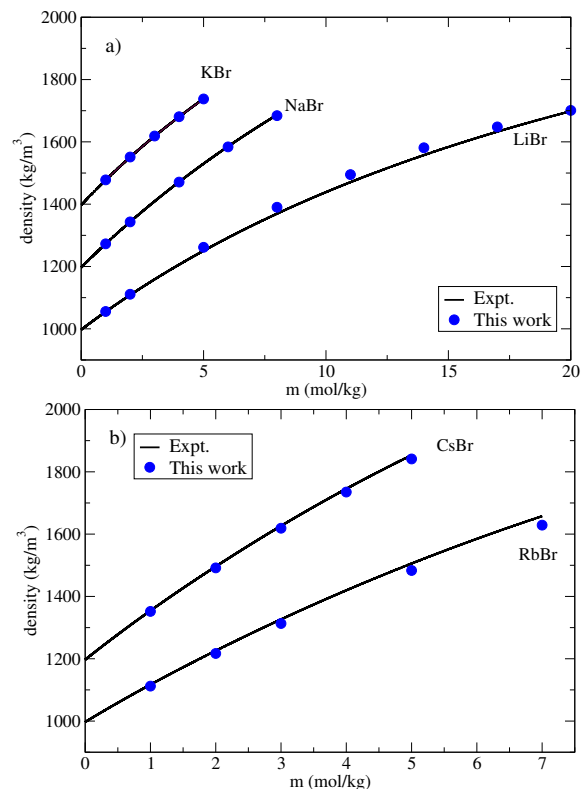 a)
KBr
NaBr
LiBr
2000
1800
1600
1400
1200
1000
density (kg/m³)
Expt.
This work
0 5 10 15 20
m (mol/kg)
b)
Expt.
This work
CsBr
RbBr
2000
1800
1600
1400
1200
1000
density (kg/m³)
0 1 2 3 4 5 6 7
m (mol/kg)